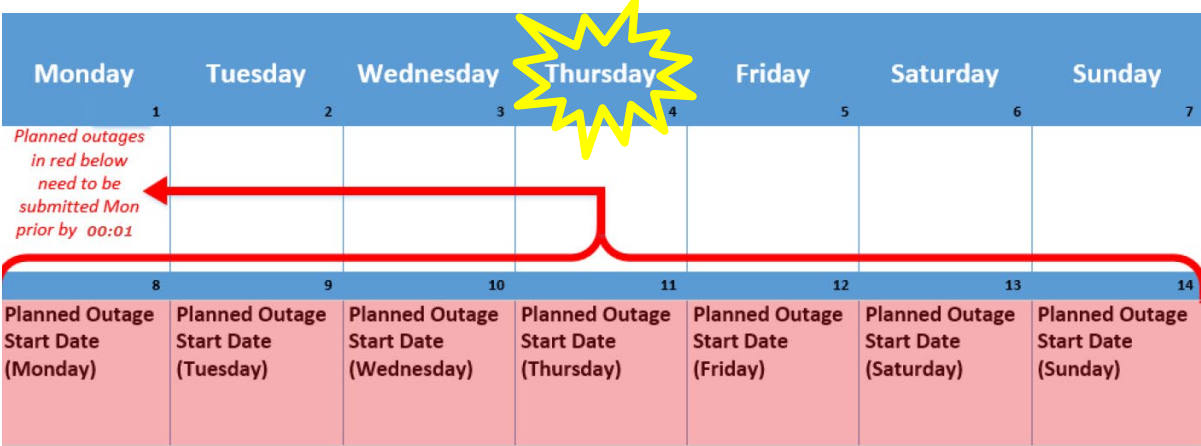 Monday Tuesday Wednesday Thursday Friday Saturday Sunday
1 2 3 4 5 6 7
Planned outages
in red below
need to be
submitted Mon
prior by 00:01
8 9 10 11 12 13 14
Planned Outage Planned Outage Planned Outage Planned Outage Planned Outage Planned Outage Planned Outage
Start Date Start Date Start Date Start Date Start Date Start Date Start Date
(Monday) (Tuesday) (Wednesday) (Thursday) (Friday) (Saturday) (Sunday)